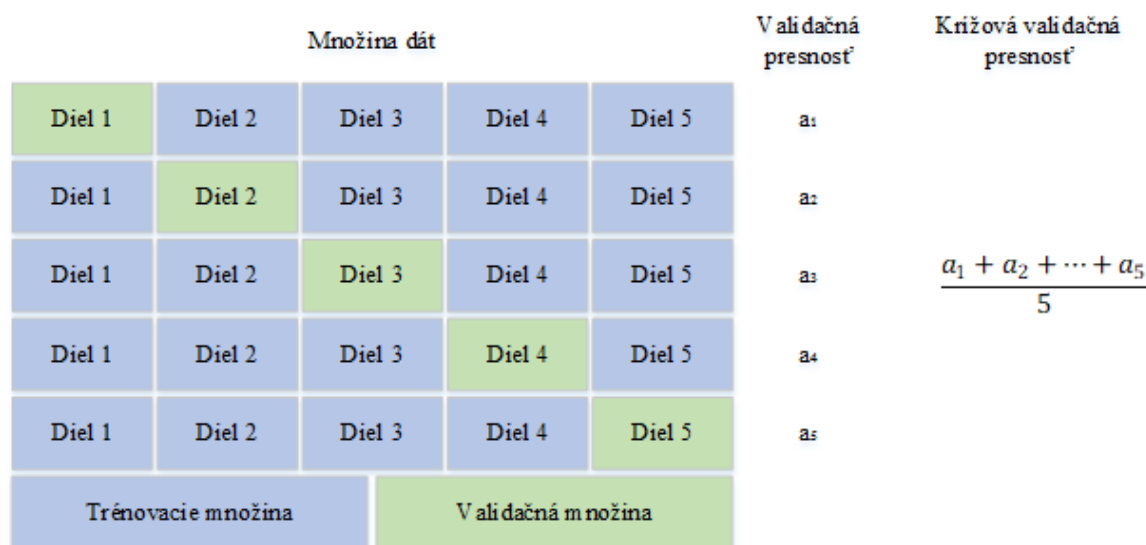 Množina dát
Validačná
presnosť
Križová validačná
presnosť
Diel 1 Diel 2 Diel 3 Diel 4 Diel 5 a₁
Diel 1 Diel 2 Diel 3 Diel 4 Diel 5 a₂
Diel 1 Diel 2 Diel 3 Diel 4 Diel 5 a₃
a₁ + a₂ + ⋯ + a₅
5
Diel 1 Diel 2 Diel 3 Diel 4 Diel 5 a₄
Diel 1 Diel 2 Diel 3 Diel 4 Diel 5 a₅
Trénovacie množina Validačná množina